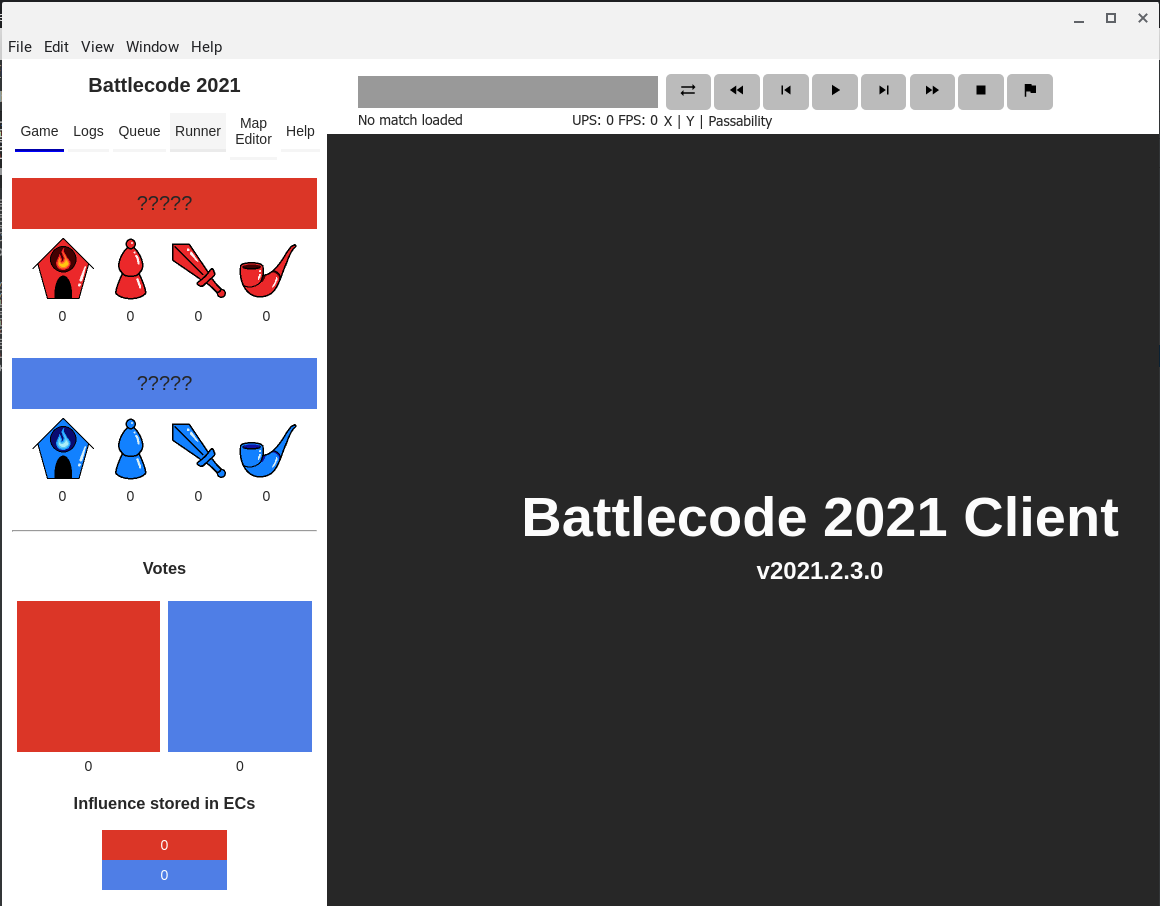 File Edit View Window Help
Battlecode 2021
Game Logs Queue Runner Map Editor Help
?????
0 0 0 0
?????
0 0 0 0
Votes
0 0
Influence stored in ECs
0
0
No match loaded UPS: 0 FPS: 0 X | Y | Passability
Battlecode 2021 Client
v2021.2.3.0